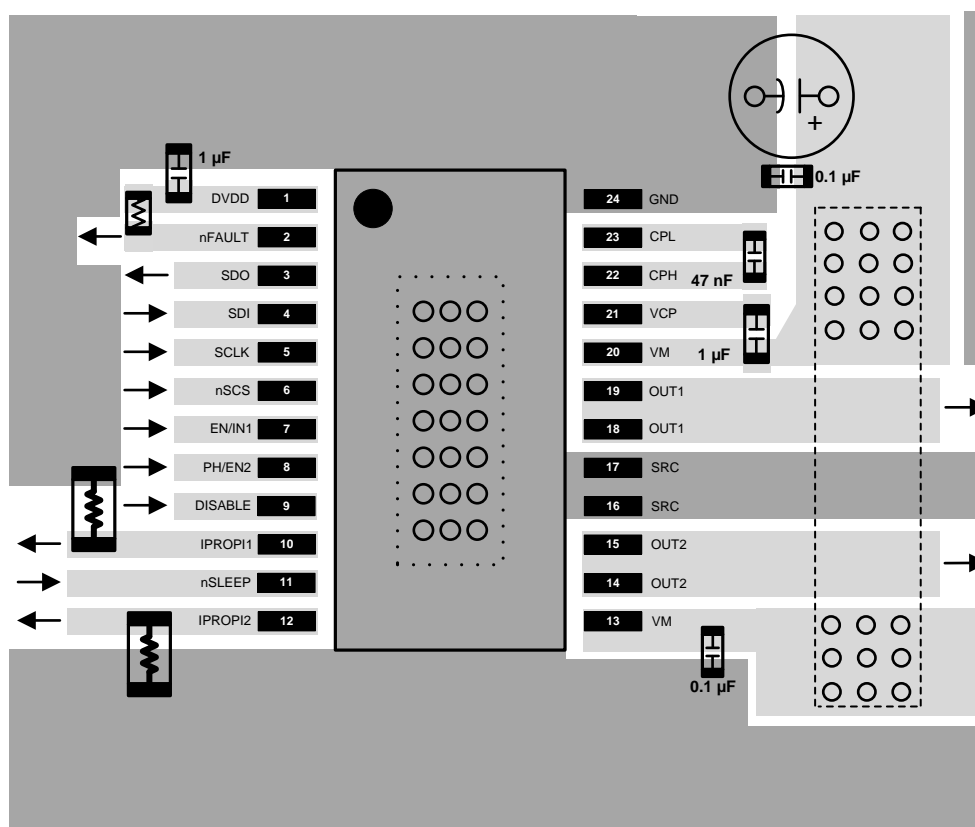 +
0.1 µF
1 µF
DVDD 1
nFAULT 2
SDO 3
SDI 4
SCLK 5
nSCS 6
EN/IN1 7
PH/EN2 8
DISABLE 9
IPROPI1 10
nSLEEP 11
IPROPI2 12
24 GND
23 CPL
22 CPH 47 nF
21 VCP
20 VM 1 µF
19 OUT1
18 OUT1
17 SRC
16 SRC
15 OUT2
14 OUT2
13 VM
0.1 µF